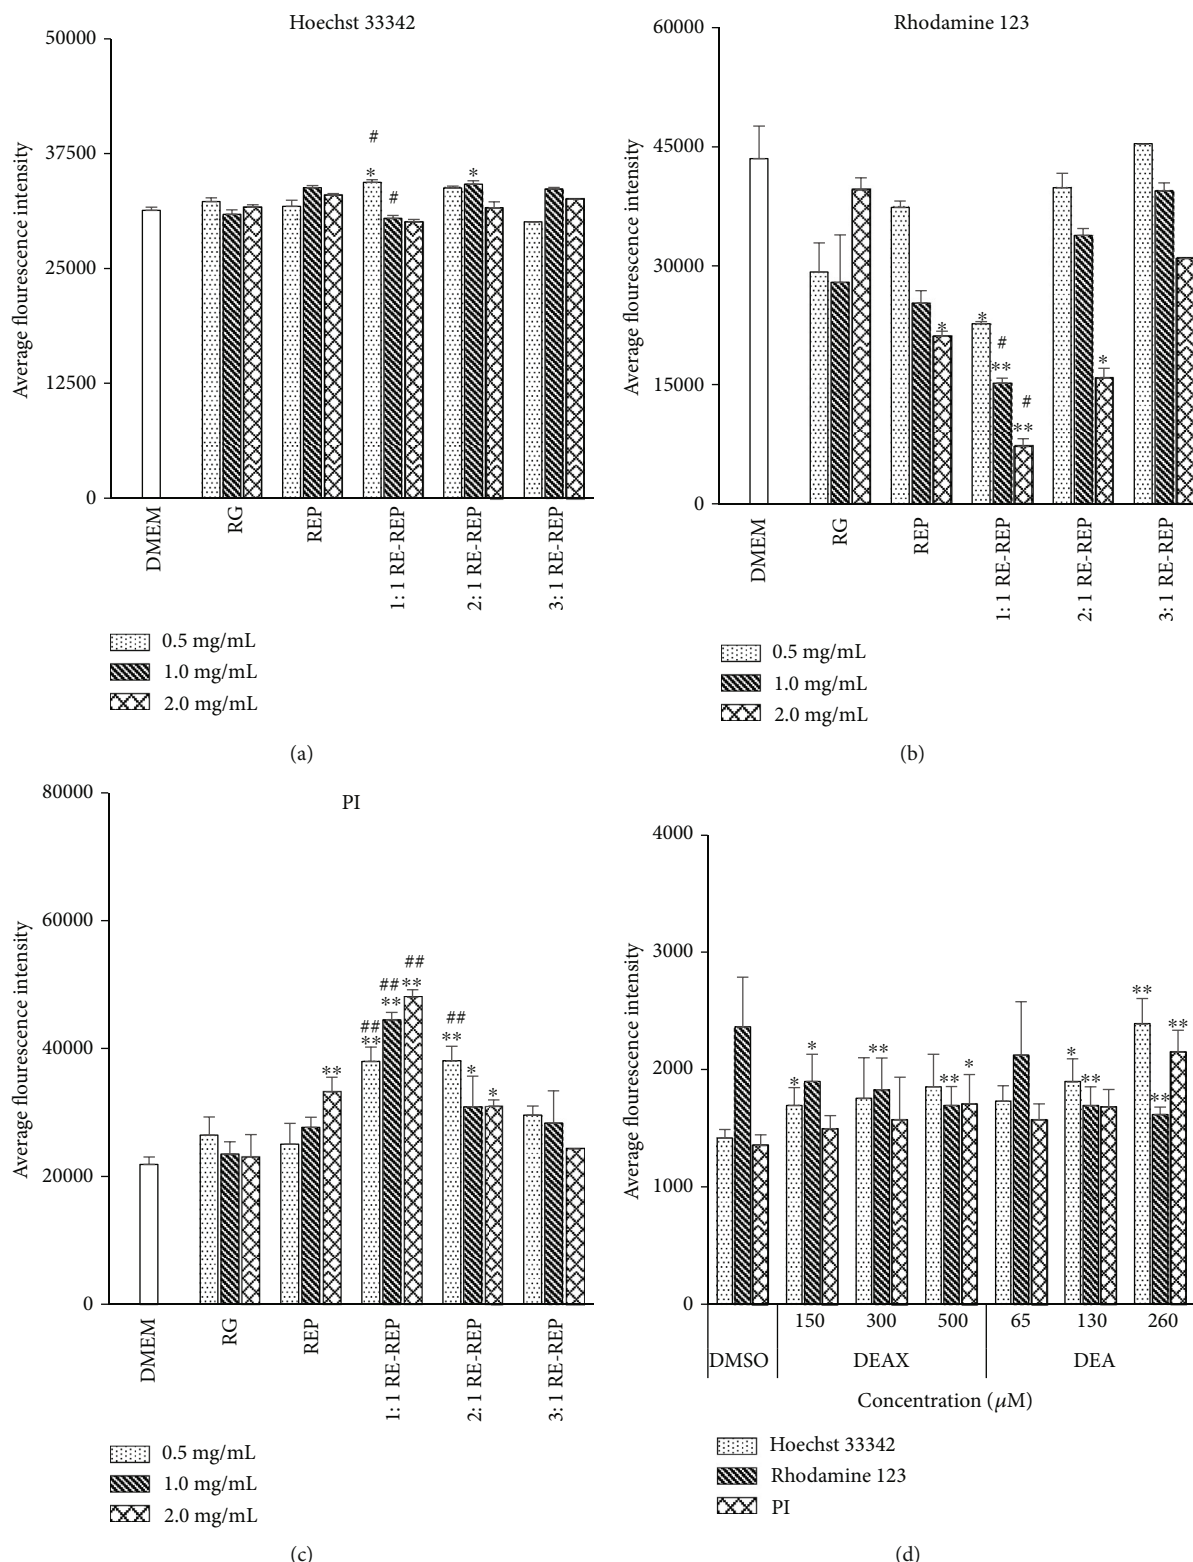 Hoechst 33342
50000
37500
25000
12500
0
Average flourescence intensity
#
*
#
*
DMEM
RG
REP
1: 1 RE-REP
2: 1 RE-REP
3: 1 RE-REP
0.5 mg/mL
1.0 mg/mL
2.0 mg/mL
(a)
Rhodamine 123
60000
45000
30000
15000
0
Average flourescence intensity
*
*
#
**
#
**
*
DMEM
RG
REP
1: 1 RE-REP
2: 1 RE-REP
3: 1 RE-REP
0.5 mg/mL
1.0 mg/mL
2.0 mg/mL
(b)
PI
80000
60000
40000
20000
0
Average flourescence intensity
**
##
**
##
**
##
**
##
**
*
*
DMEM
RG
REP
1: 1 RE-REP
2: 1 RE-REP
3: 1 RE-REP
0.5 mg/mL
1.0 mg/mL
2.0 mg/mL
(c)
4000
3000
2000
1000
0
Average flourescence intensity
*
*
**
**
*
*
**
**
**
**
150 300 500 65 130 260
DMSO DEAX DEA
Concentration (μM)
Hoechst 33342
Rhodamine 123
PI
(d)